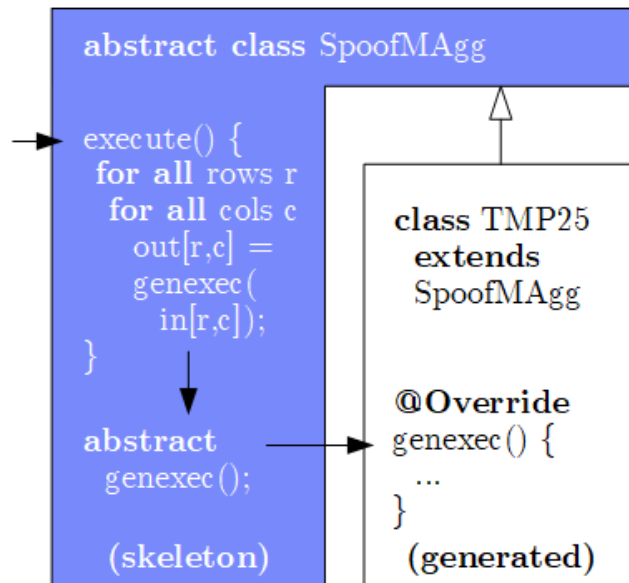 abstract class SpoofMAgg
execute() {
for all rows r
for all cols c
out[r,c] =
genexec(
in[r,c]);
}
abstract
genexec();
(skeleton)
class TMP25
extends
SpoofMAgg
@Override
genexec() {
...
}
(generated)